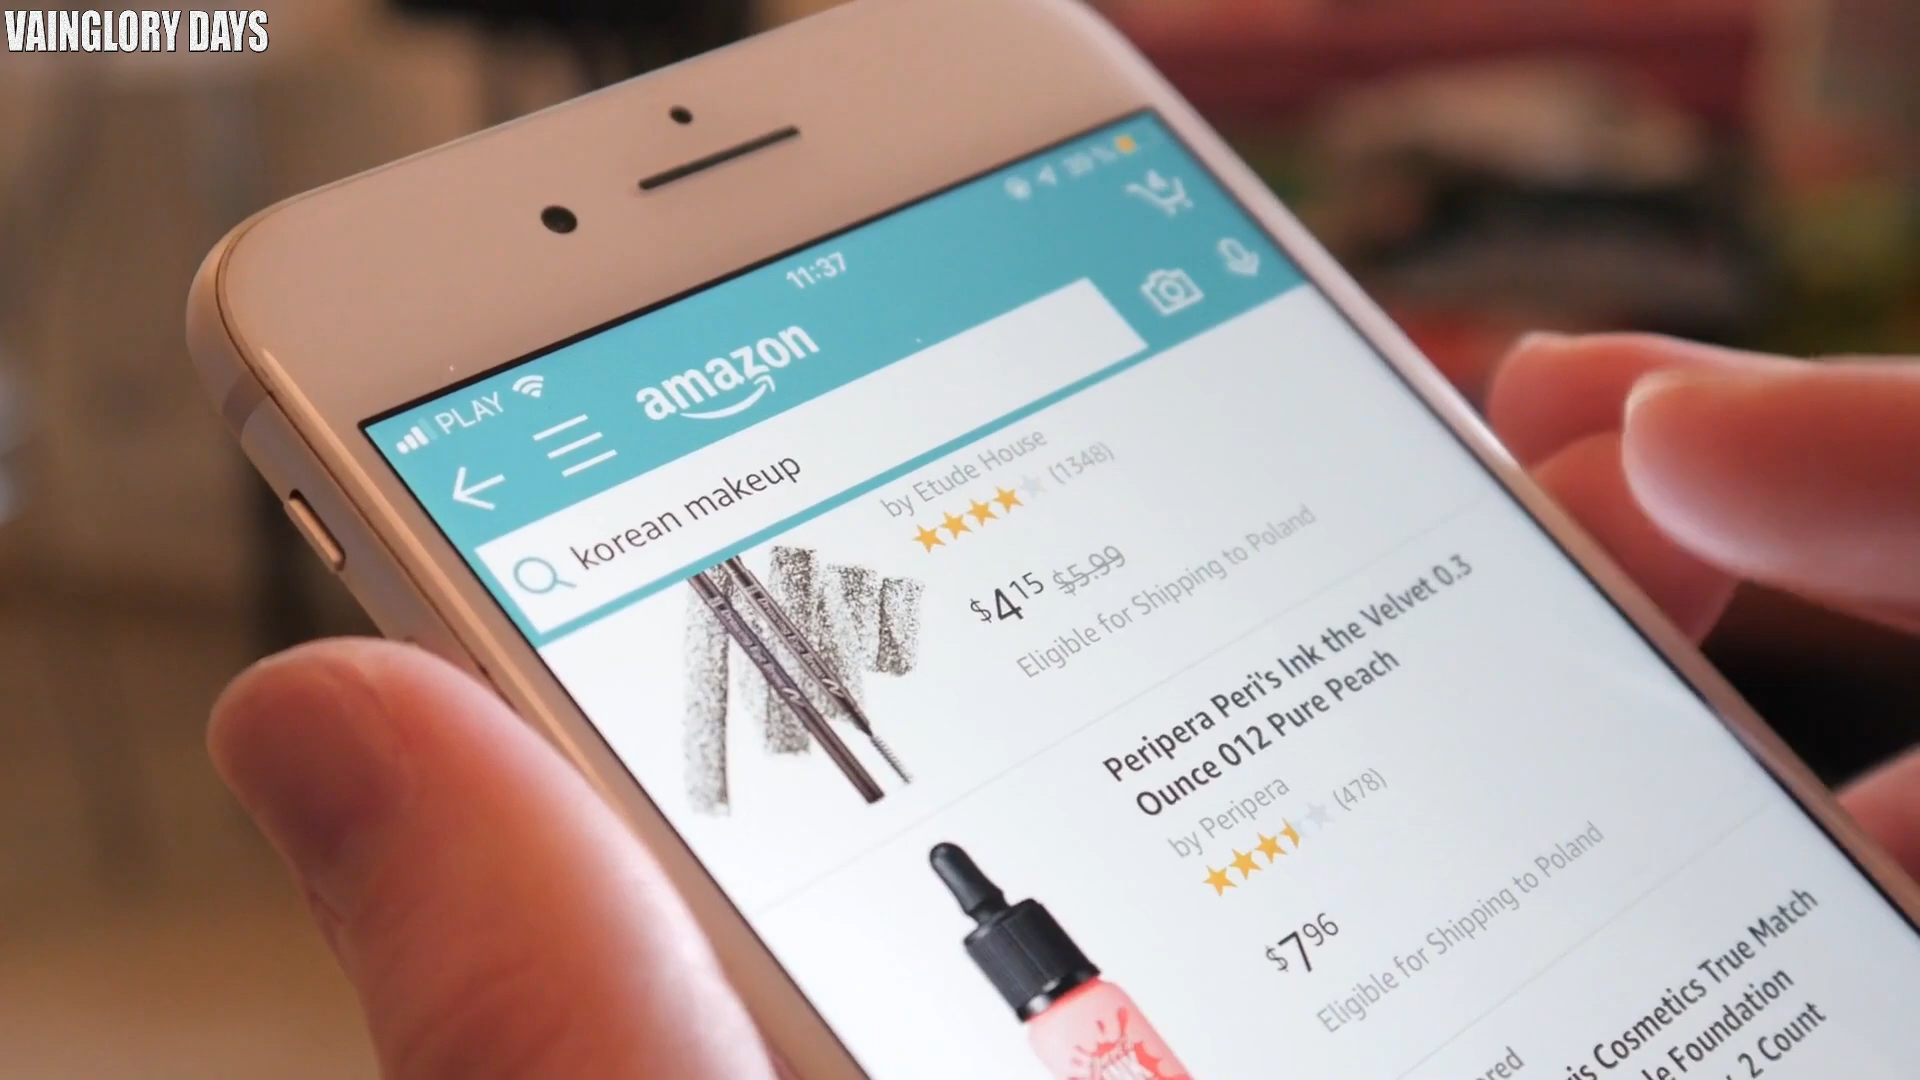 VAINGLORY DAYS
PLAY
11:37
amazon
korean makeup
by Etude House
(1348)
$4.15 $5.99
Eligible for Shipping to Poland
Peripera Peri's Ink the Velvet 0.3
Ounce 012 Pure Peach
by Peripera
(478)
$7.96
Eligible for Shipping to Poland
Cosmetics True Match
Foundation
2 Count